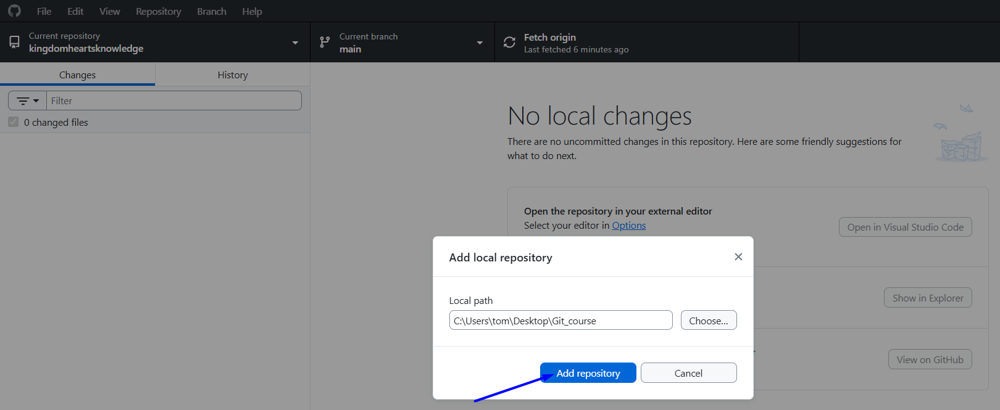 File Edit View Repository Branch Help
Current repository
kingdomheartsknowledge
Current branch
main
Fetch origin
Last fetched 6 minutes ago
Changes
History
Filter
0 changed files
No local changes
There are no uncommitted changes in this repository. Here are some friendly suggestions for
what to do next.
Open the repository in your external editor
Select your editor in Options
Open in Visual Studio Code
Show in Explorer
View on GitHub
Add local repository
Local path
C:\Users\tom\Desktop\Git_course
Choose...
Add repository
Cancel